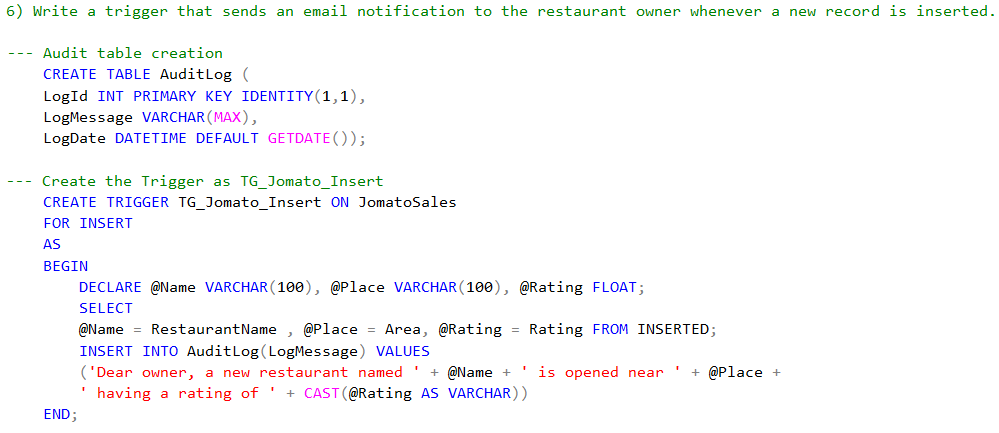 6) Write a trigger that sends an email notification to the restaurant owner whenever a new record is inserted.
--- Audit table creation
CREATE TABLE AuditLog (
LogId INT PRIMARY KEY IDENTITY(1,1),
LogMessage VARCHAR(MAX),
LogDate DATETIME DEFAULT GETDATE());
--- Create the Trigger as TG_Jomato_Insert
CREATE TRIGGER TG_Jomato_Insert ON JomatoSales
FOR INSERT
AS
BEGIN
DECLARE @Name VARCHAR(100), @Place VARCHAR(100), @Rating FLOAT;
SELECT
@Name = RestaurantName , @Place = Area, @Rating = Rating FROM INSERTED;
INSERT INTO AuditLog(LogMessage) VALUES
('Dear owner, a new restaurant named ' + @Name + ' is opened near ' + @Place +
' having a rating of ' + CAST(@Rating AS VARCHAR))
END;